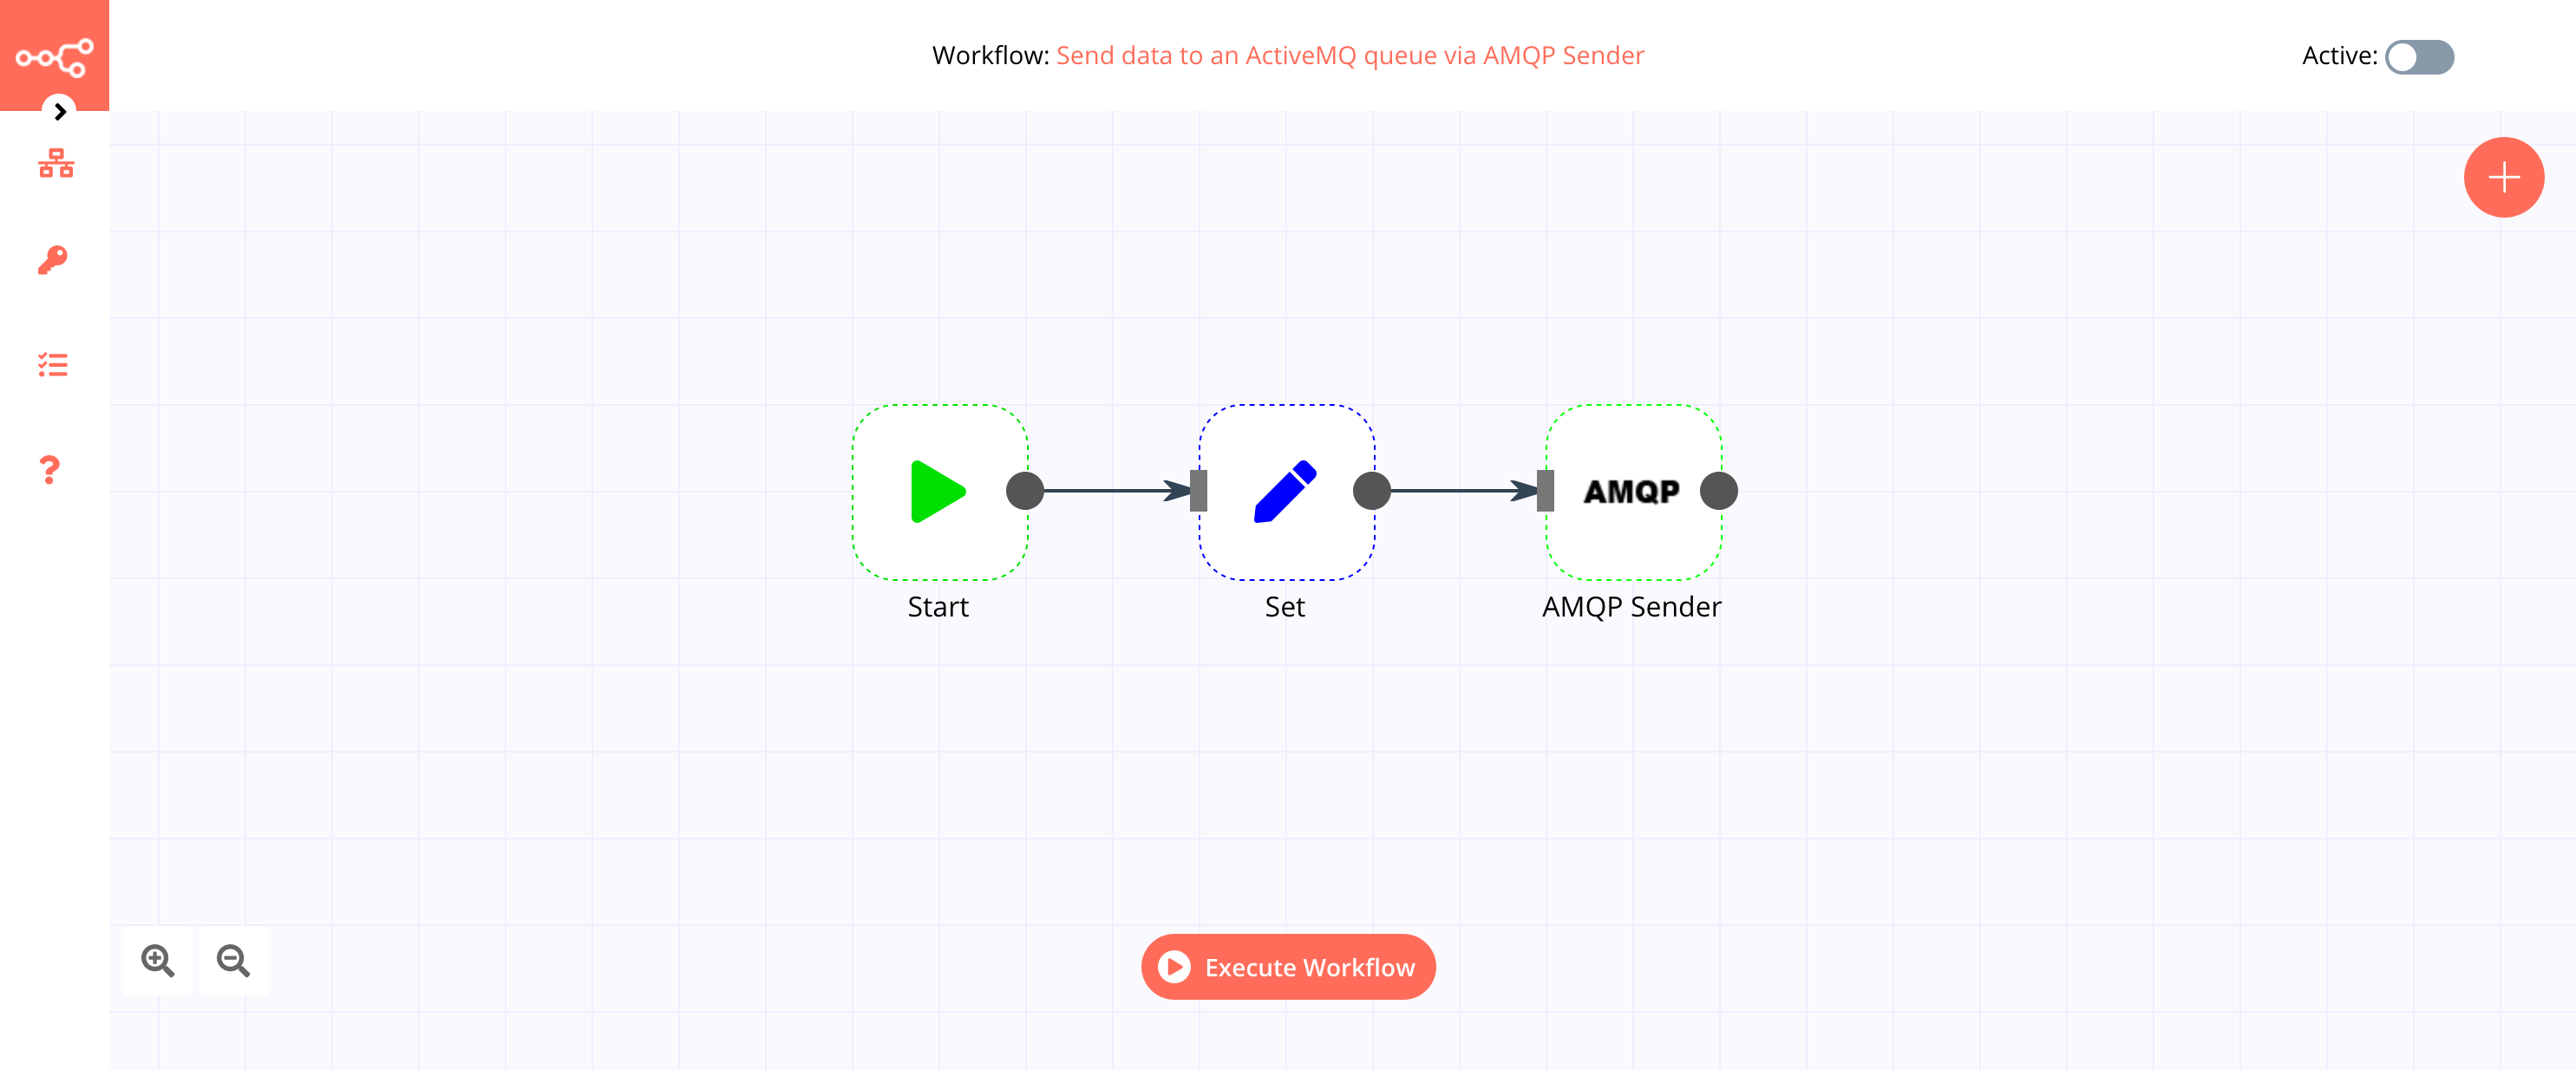 Workflow: Send data to an ActiveMQ queue via AMQP Sender
Active:
AMQP
Start
Set
AMQP Sender
Execute Workflow